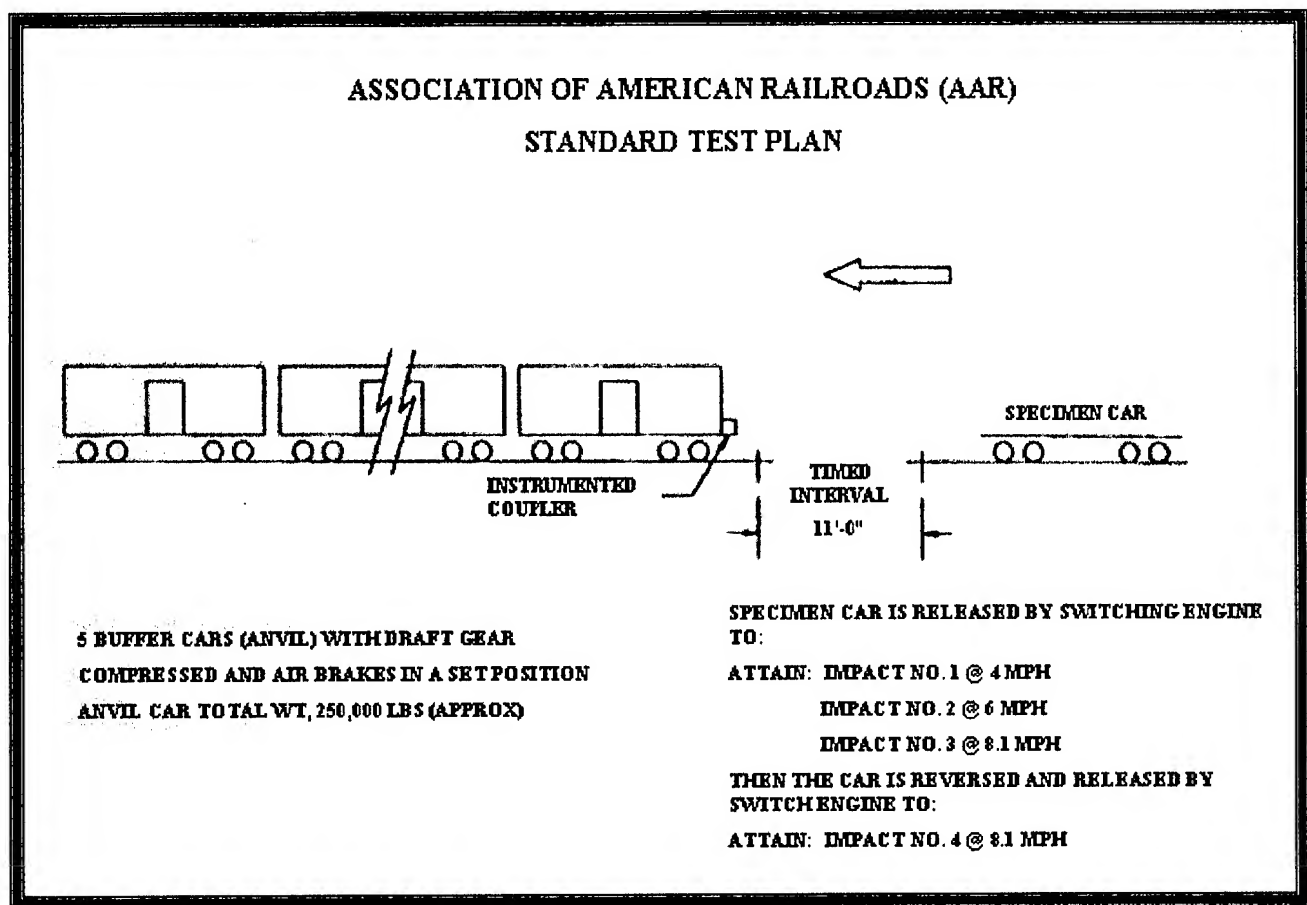 ASSOCIATION OF AMERICAN RAILROADS (AAR)
STANDARD TEST PLAN
SPECIMEN CAR
INSTRUMENTED
COUPLER
TIMED
INTERVAL
11'-0"
5 BUFFER CARS (ANVIL) WITH DRAFT GEAR
COMPRESSED AND AIR BRAKES IN A SET POSITION
ANVIL CAR TOTAL WT, 250,000 LBS (APPROX)
SPECIMEN CAR IS RELEASED BY SWITCHING ENGINE
TO:
ATTAIN: IMPACT NO. 1 @ 4 MPH
IMPACT NO. 2 @ 6 MPH
IMPACT NO. 3 @ 8.1 MPH
THEN THE CAR IS REVERSED AND RELEASED BY
SWITCH ENGINE TO:
ATTAIN: IMPACT NO. 4 @ 8.1 MPH